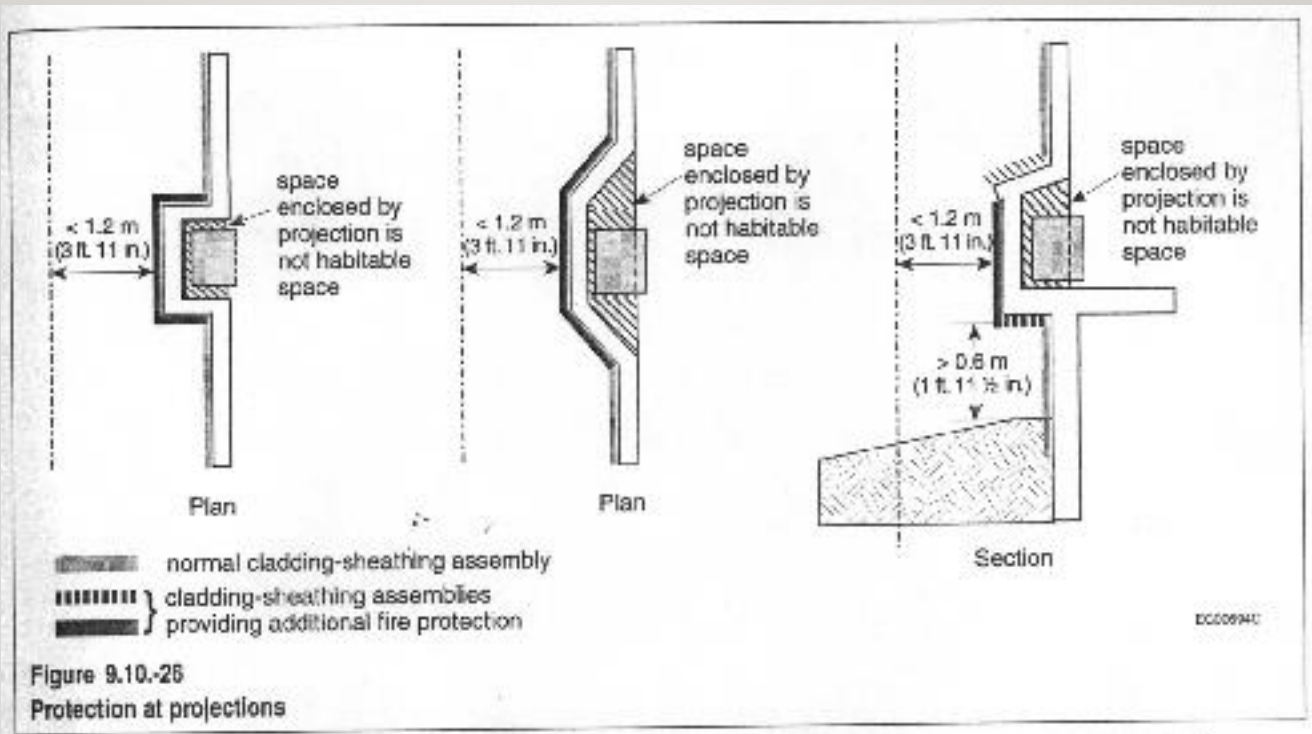 < 1.2 m
(3 ft. 11 in.)
space
enclosed by
projection is
not habitable
space
Plan
< 1.2 m
(3 ft. 11 in.)
space
enclosed by
projection is
not habitable
space
Plan
< 1.2 m
(3 ft. 11 in.)
space
enclosed by
projection is
not habitable
space
> 0.6 m
(1 ft. 11 ½ in.)
Section
normal cladding-sheathing assembly
cladding-sheathing assemblies
providing additional fire protection
Figure 9.10.-26
Protection at projections